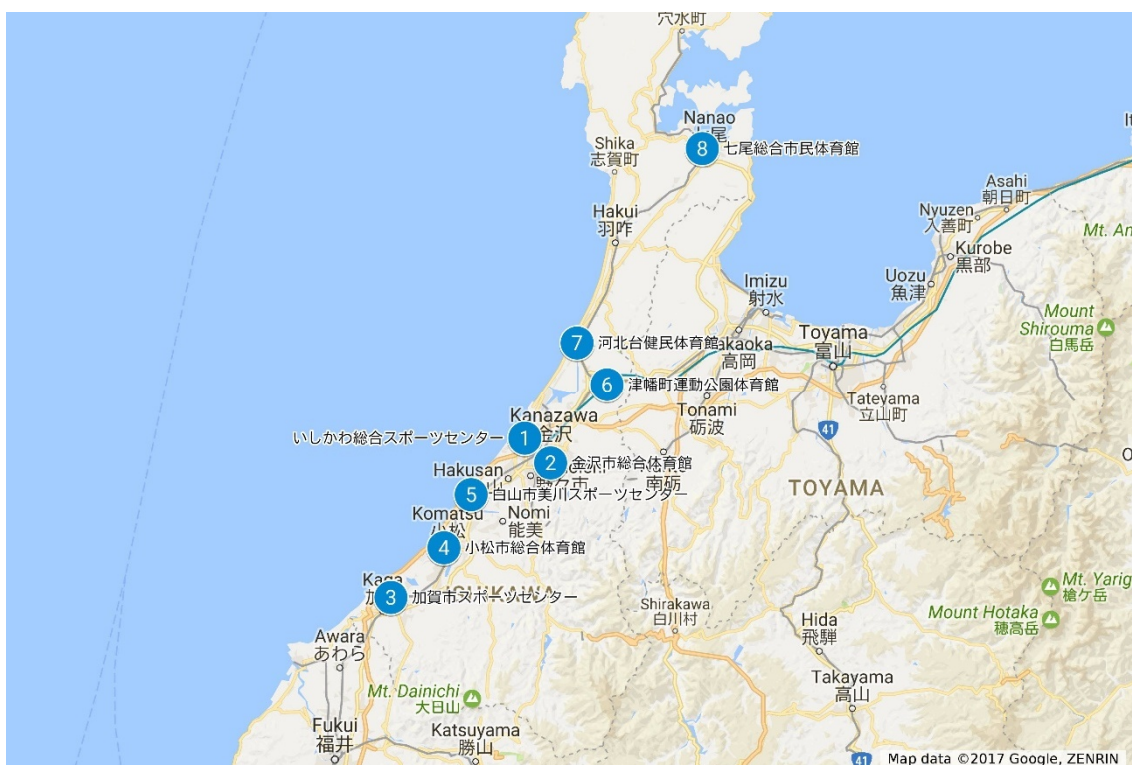 穴水町
Nanao
七尾
8 七尾総合市民体育館
Shika
志賀町
Hakui
羽咋
Asahi
朝日町
Nyuzen
入善町
Kurobe
黒部
Uozu
魚津
Imizu
射水
Mount
Shirouma
白馬岳
7 河北台健民体育館
高岡
Toyama
富山
6 津幡町運動公園体育館
Tonami
砺波
Tateyama
立山町
Kanazawa
金沢
いしかわ総合スポーツセンター 1
41
2 金沢市総合体育館
南砺
Hakusan
5 白山市美川スポーツセンター
TOYAMA
Komatsu
小松
Nomi
能美
4 小松市総合体育館
Kaga
3 加賀市スポーツセンター
Shirakawa
白川村
Mt. Yarig
槍ケ岳
Mount Hotaka
穂高岳
Hida
飛騨
41
Awara
あわら
Mt. Dainichi
大日山
Takayama
高山
Fukui
福井
Katsuyama
勝山
Map data ©2017 Google, ZENRIN